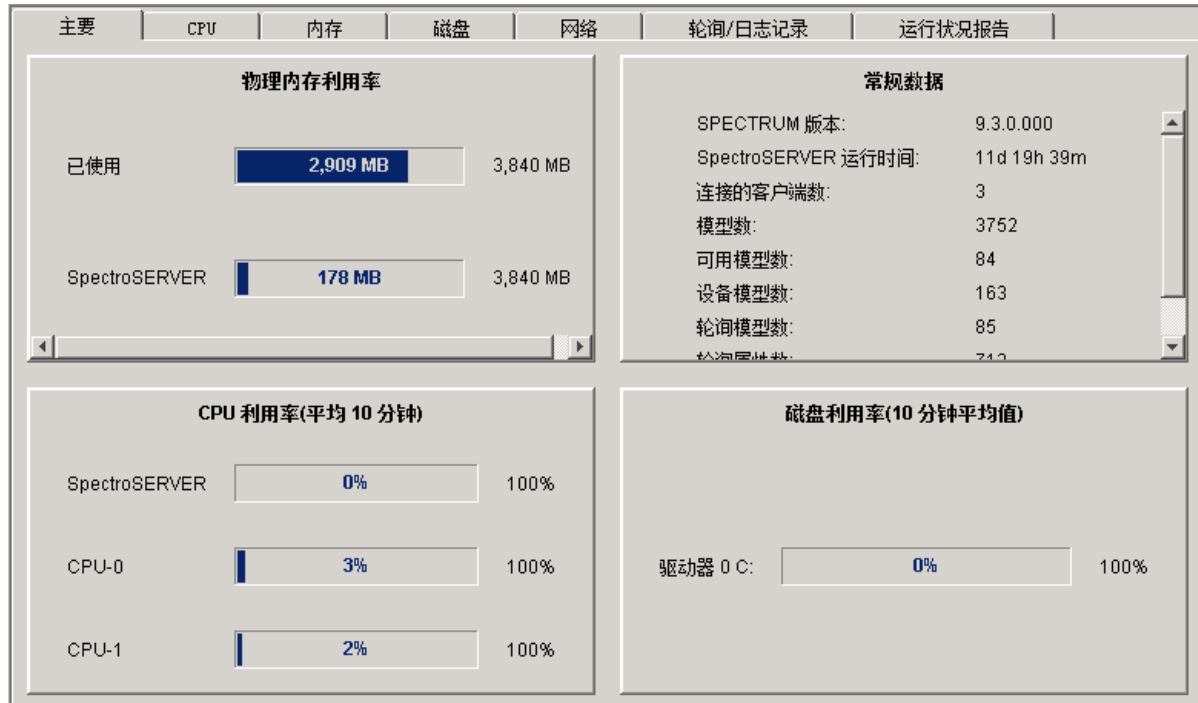 主要 CPU 内存 磁盘 网络 轮询/日志记录 运行状况报告
物理内存利用率
已使用 2,909 MB 3,840 MB
SpectroSERVER 178 MB 3,840 MB
常规数据
SPECTRUM 版本: 9.3.0.000
SpectroSERVER 运行时间: 11d 19h 39m
连接的客户端数: 3
模型数: 3752
可用模型数: 84
设备模型数: 163
轮询模型数: 85
CPU 利用率(平均 10 分钟)
SpectroSERVER 0% 100%
CPU-0 3% 100%
CPU-1 2% 100%
磁盘利用率(10 分钟平均值)
驱动器 0 C: 0% 100%